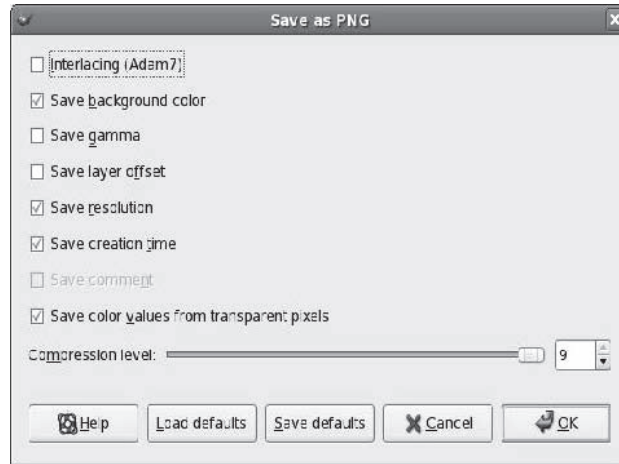 Save as PNG
Interlacing (Adam7)
Save background color
Save gamma
Save layer offset
Save resolution
Save creation time
Save comment
Save color values from transparent pixels
Compression level: 9
Help Load defaults Save defaults Cancel OK